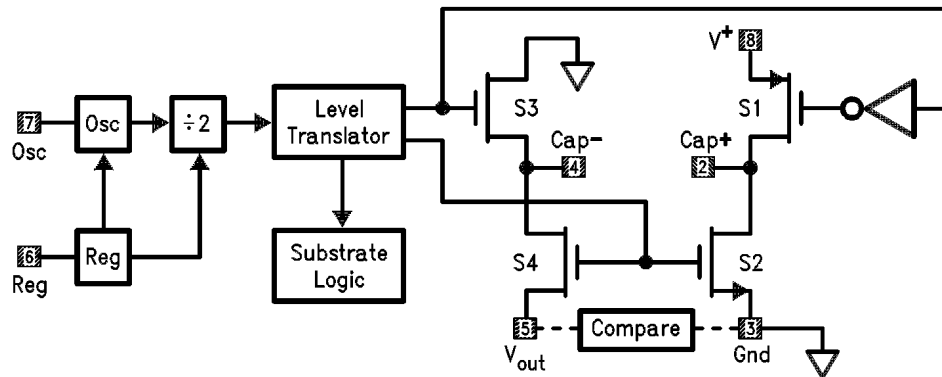 V+
8
S3
S1
7
Osc
Osc
÷2
Level
Translator
Cap-
4
Cap+
2
6
Reg
Reg
Substrate
Logic
S4
S2
5
Compare
3
Vout
Gnd